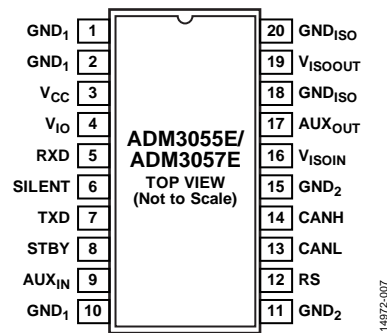 GND1 1 20 GNDISO
GND1 2 19 VISOOUT
VCC 3 18 GNDISO
VIO 4 17 AUXOUT
RXD 5 16 VISOIN
SILENT 6 15 GND2
TXD 7 14 CANH
STBY 8 13 CANL
AUXIN 9 12 RS
GND1 10 11 GND2
ADM3055E/
ADM3057E
TOP VIEW
(Not to Scale)
14972-007